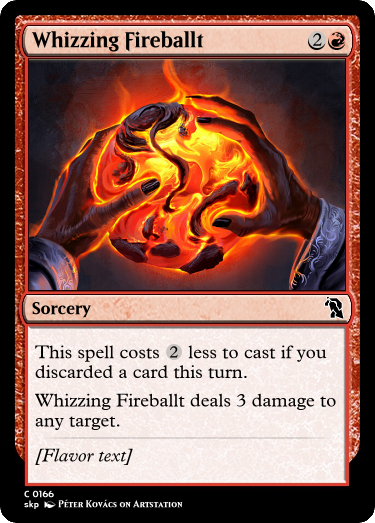 Whizzing Fireballt 2
Sorcery
This spell costs 2 less to cast if you
discarded a card this turn.
Whizzing Fireballt deals 3 damage to
any target.
[Flavor text]
C 0166
skp Péter Kovács on Artstation